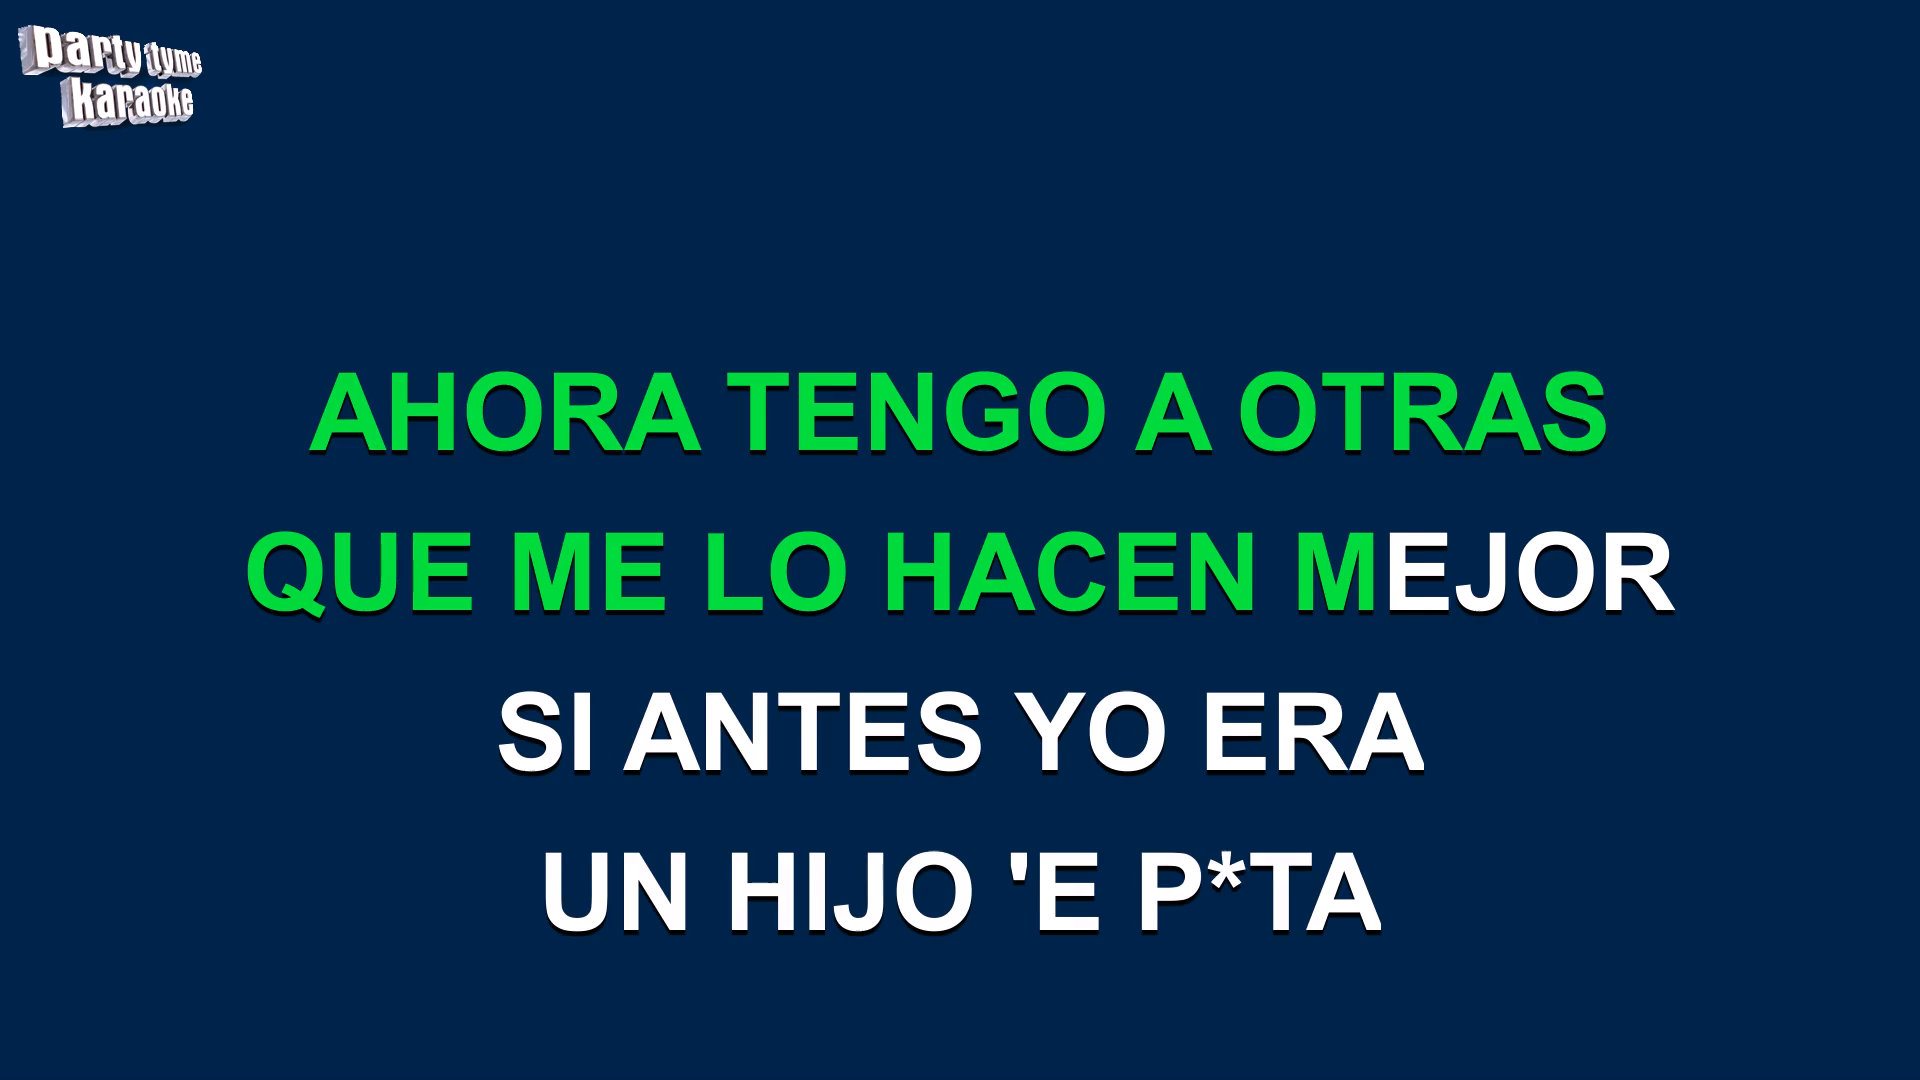 party tyme
karaoke
AHORA TENGO A OTRAS
QUE ME LO HACEN MEJOR
SI ANTES YO ERA
UN HIJO 'E P*TA